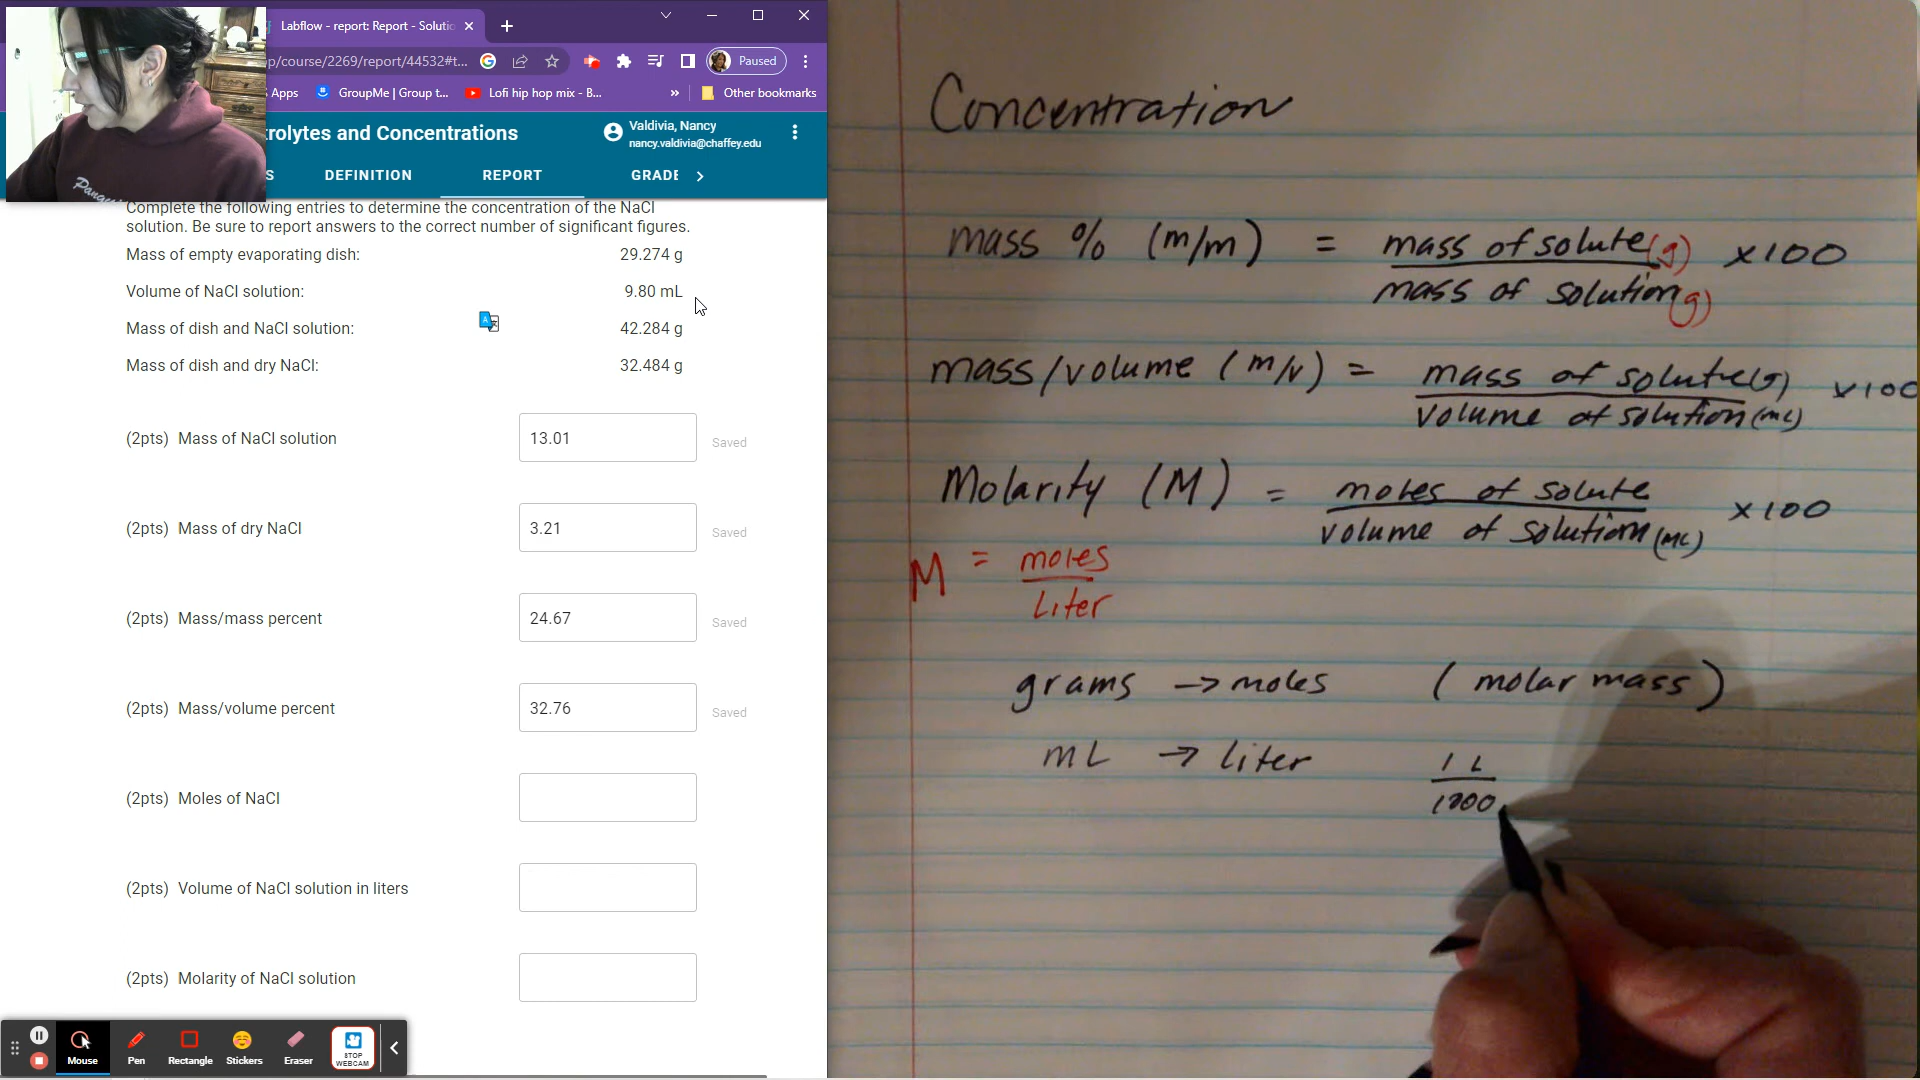 Labflow - report: Report - Solutio
p/course/2269/report/44532#t...
Paused
Apps
GroupMe | Group t...
Lofi hip hop mix - B...
»
Other bookmarks
trolytes and Concentrations
Valdivia, Nancy
nancy.valdivia@chaffey.edu
S
DEFINITION
REPORT
GRADE
Complete the following entries to determine the concentration of the NaCl
solution. Be sure to report answers to the correct number of significant figures.
Mass of empty evaporating dish: 29.274 g
Volume of NaCl solution: 9.80 mL
Mass of dish and NaCl solution: 42.284 g
Mass of dish and dry NaCl: 32.484 g
(2pts) Mass of NaCl solution 13.01 Saved
(2pts) Mass of dry NaCl 3.21 Saved
(2pts) Mass/mass percent 24.67 Saved
(2pts) Mass/volume percent 32.76 Saved
(2pts) Moles of NaCl
(2pts) Volume of NaCl solution in liters
(2pts) Molarity of NaCl solution
Mouse
Pen
Rectangle
Stickers
Eraser
STOP
WEBCAM
Concentration
mass % (m/m) = mass of solute (g) x100
mass of solution (g)
mass/volume (m/v) = mass of solute (g) x100
volume of solution (mL)
Molarity (M) = moles of solute x100
volume of solution (mL)
M = moles
Liter
grams → moles (molar mass)
mL → liter 1 L
1000